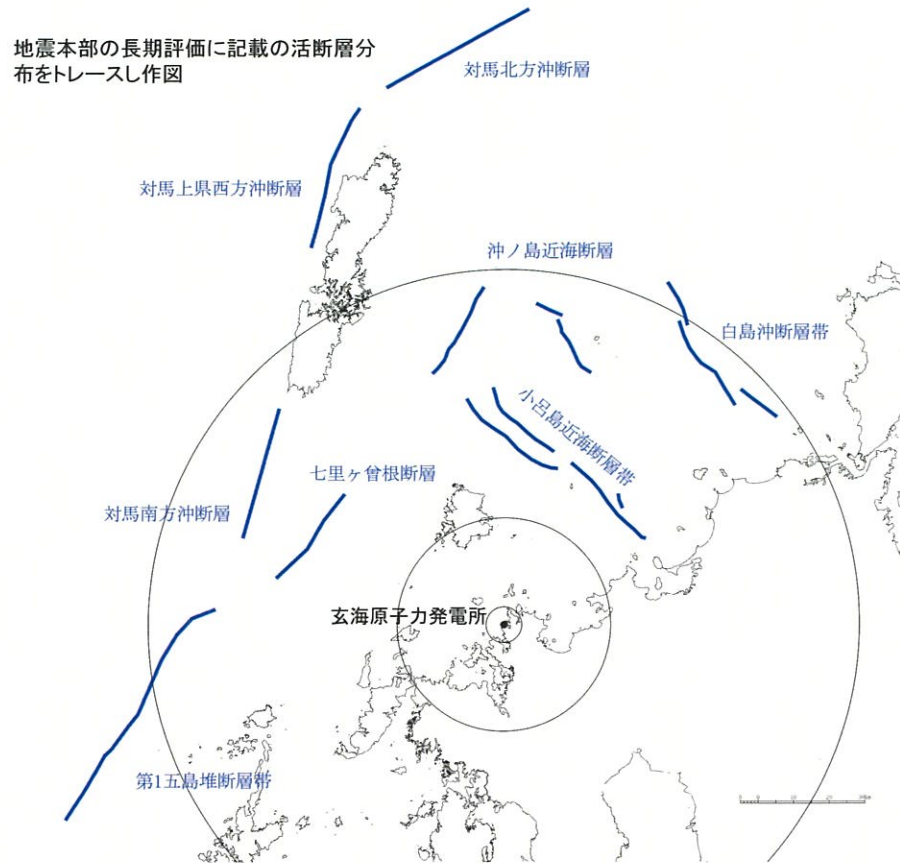 地震本部の長期評価に記載の活断層分
布をトレースし作図
対馬北方沖断層
対馬上県西方沖断層
沖ノ島近海断層
白島沖断層帯
小呂島近海断層帯
七里ヶ曾根断層
対馬南方沖断層
玄海原子力発電所
第1五島堆断層帯